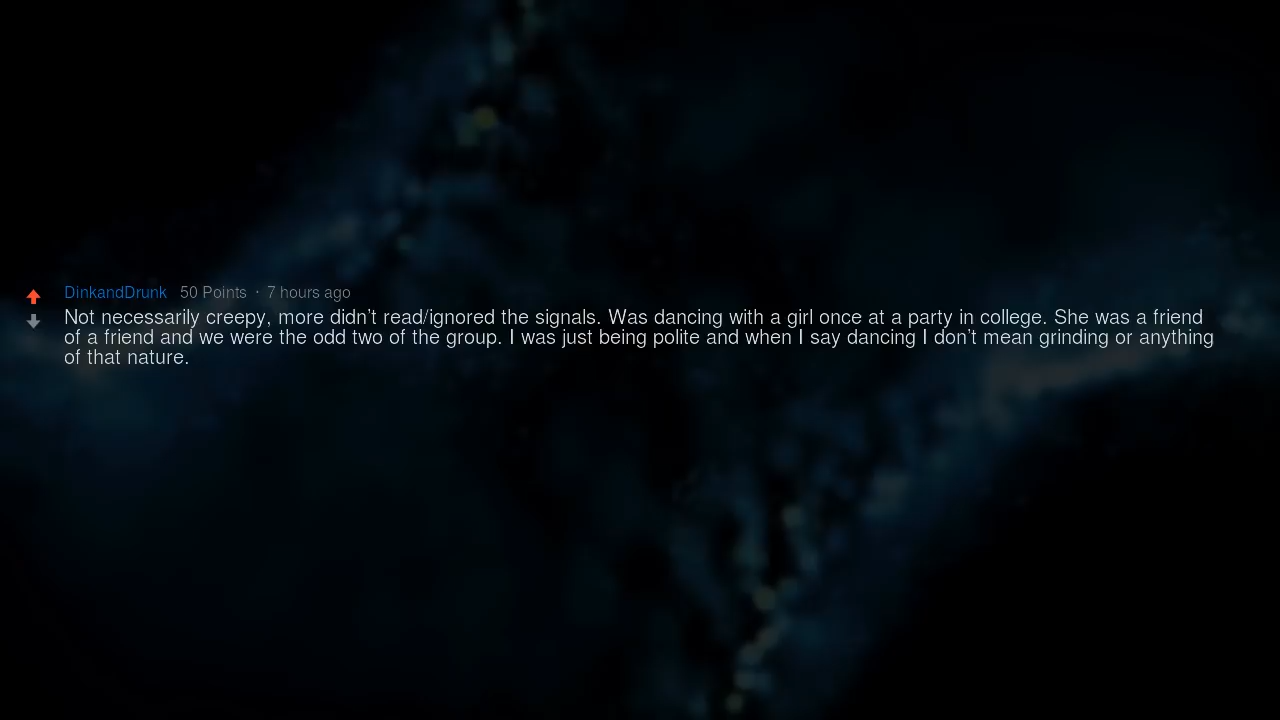 DinkandDrunk 50 Points · 7 hours ago
Not necessarily creepy, more didn't read/ignored the signals. Was dancing with a girl once at a party in college. She was a friend
of a friend and we were the odd two of the group. I was just being polite and when I say dancing I don't mean grinding or anything
of that nature.